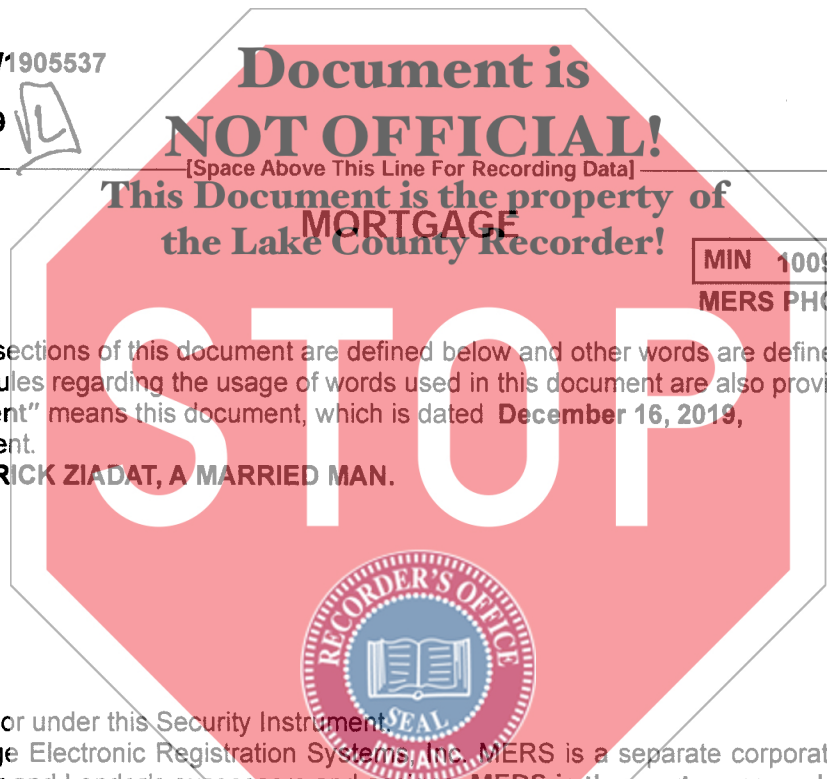 1905537
Document is
NOT OFFICIAL!
[Space Above This Line For Recording Data]
This Document is the property of
MORTGAGE
the Lake County Recorder!
MIN 1009
MERS PHO
STOP
sections of this document are defined below and other words are define
ules regarding the usage of words used in this document are also provi
ent” means this document, which is dated December 16, 2019,
ent.
RICK ZIADAT, A MARRIED MAN.
RECORDER'S OFFICE
SEAL
or under this Security Instrument.
ge Electronic Registration Systems, Inc. MERS is a separate corporat